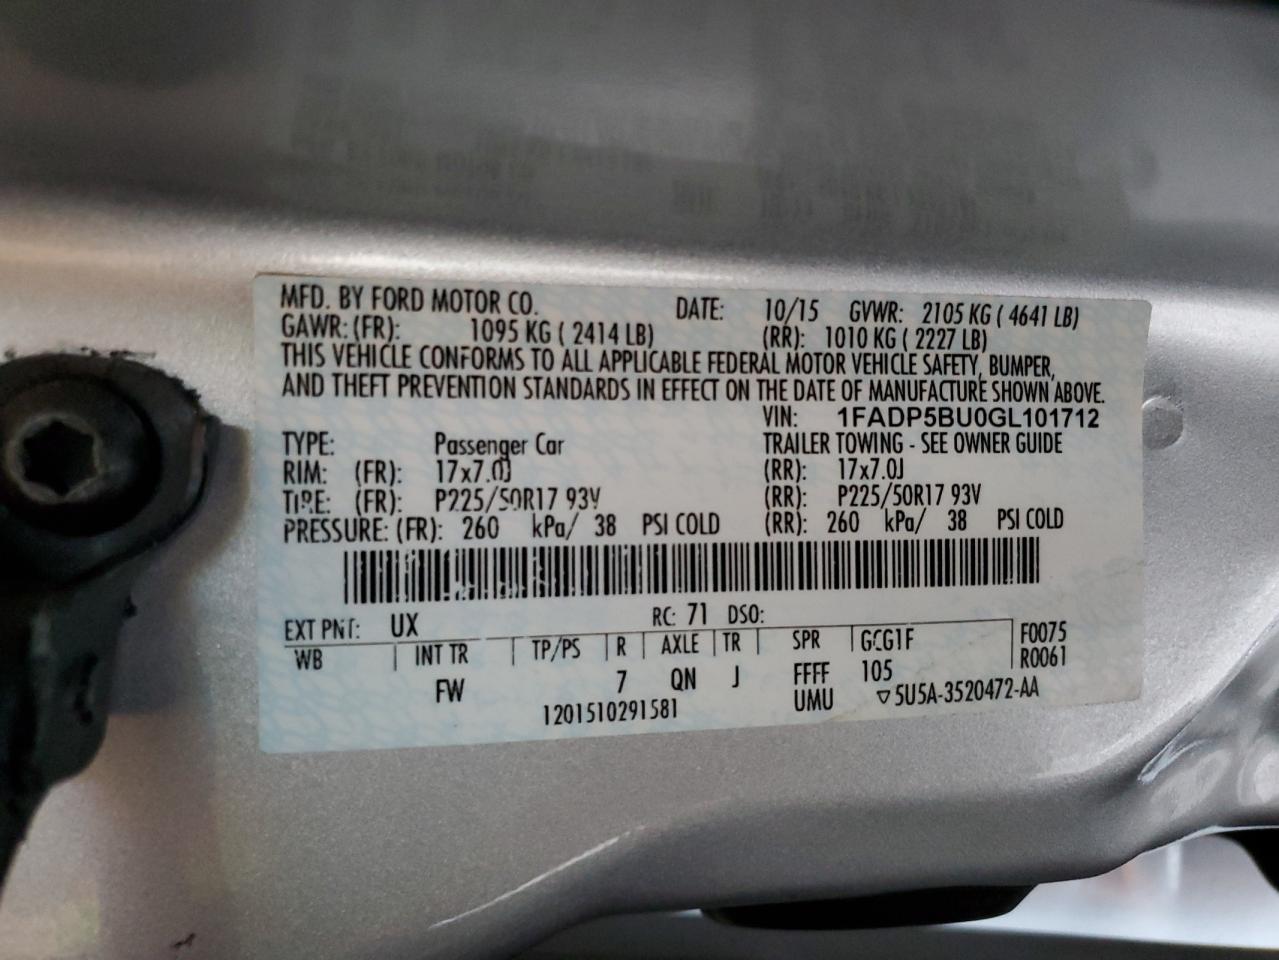 MFD. BY FORD MOTOR CO. DATE: 10/15 GVWR: 2105 KG ( 4641 LB)
GAWR: (FR): 1095 KG ( 2414 LB) (RR): 1010 KG ( 2227 LB)
THIS VEHICLE CONFORMS TO ALL APPLICABLE FEDERAL MOTOR VEHICLE SAFETY, BUMPER,
AND THEFT PREVENTION STANDARDS IN EFFECT ON THE DATE OF MANUFACTURE SHOWN ABOVE.
VIN: 1FADP5BU0GL101712
TYPE: Passenger Car TRAILER TOWING - SEE OWNER GUIDE
RIM: (FR): 17x7.0J (RR): 17x7.0J
TIRE: (FR): P225/50R17 93V (RR): P225/50R17 93V
PRESSURE: (FR): 260 kPa/ 38 PSI COLD (RR): 260 kPa/ 38 PSI COLD
EXT PNT: UX RC: 71 DSO:
WB INT TR TP/PS R AXLE TR SPR GCG1F F0075
FW 7 QN J FFFF 105 R0061
1201510291581 UMU ▽5U5A-3520472-AA